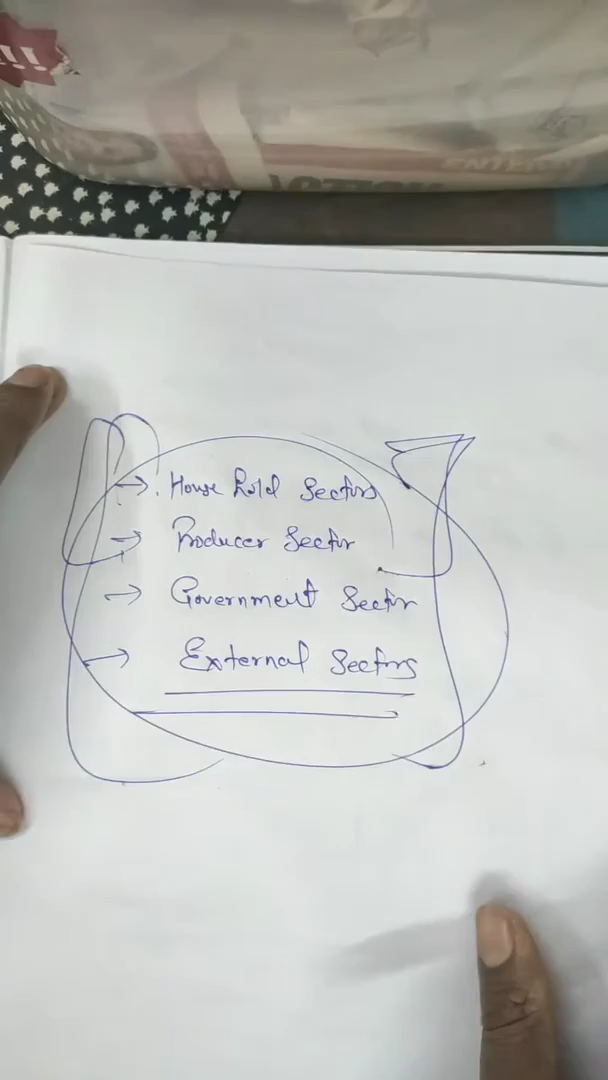 !!!
→ House hold Sectors
→ Producer Sector
→ Government Sector
→ External Sectors